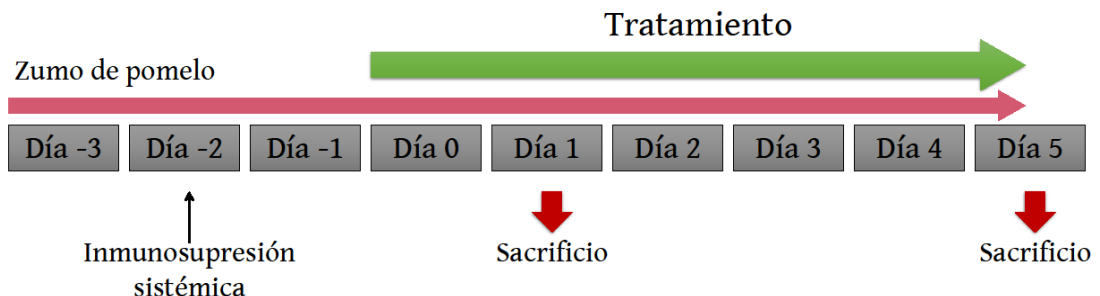 Tratamiento
Zumo de pomelo
Día -3 Día -2 Día -1 Día 0 Día 1 Día 2 Día 3 Día 4 Día 5
Inmunosupresión
sistémica
Sacrificio
Sacrificio